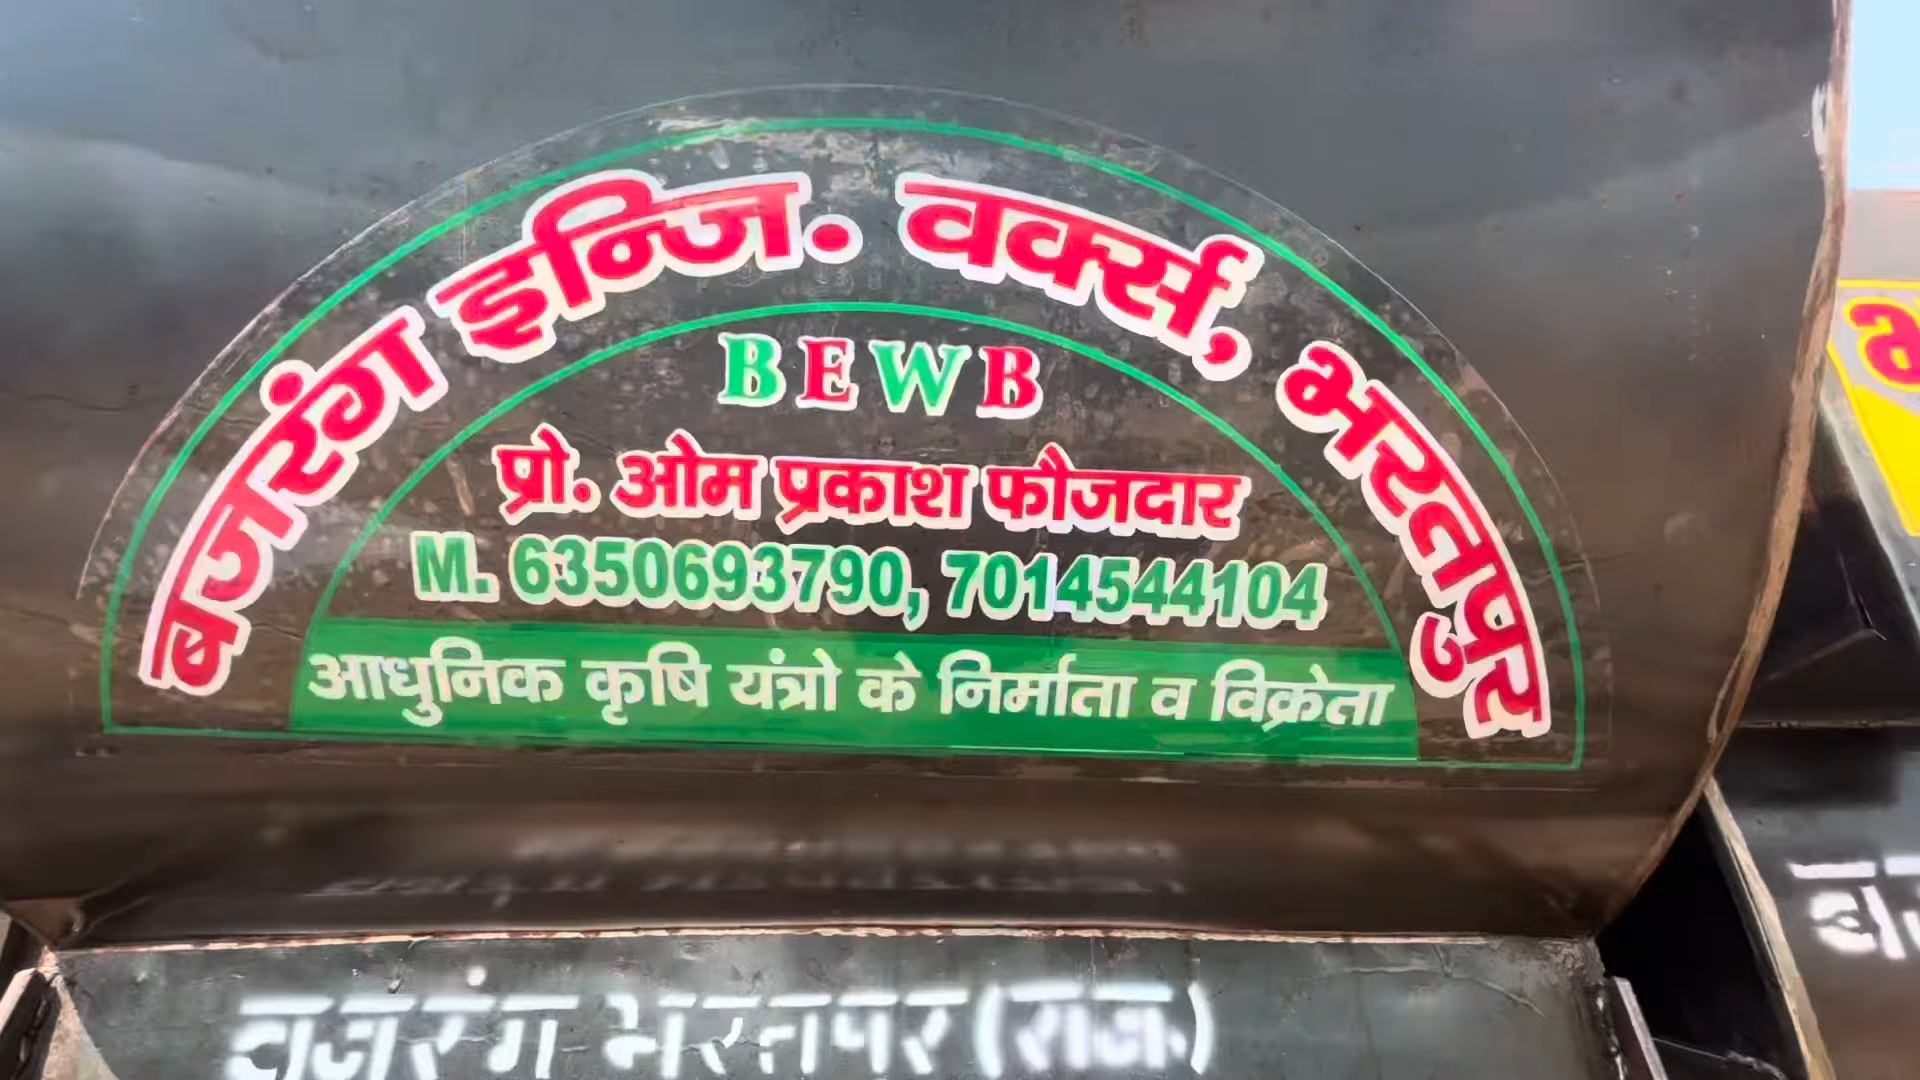 बजरंग इन्जि. वर्क्स, भरतपुर
BEWB
प्रो. ओम प्रकाश फौजदार
M. 6350693790, 7014544104
आधुनिक कृषि यंत्रो के निर्माता व विक्रेता
बजरंग भरतपुर (राज.)